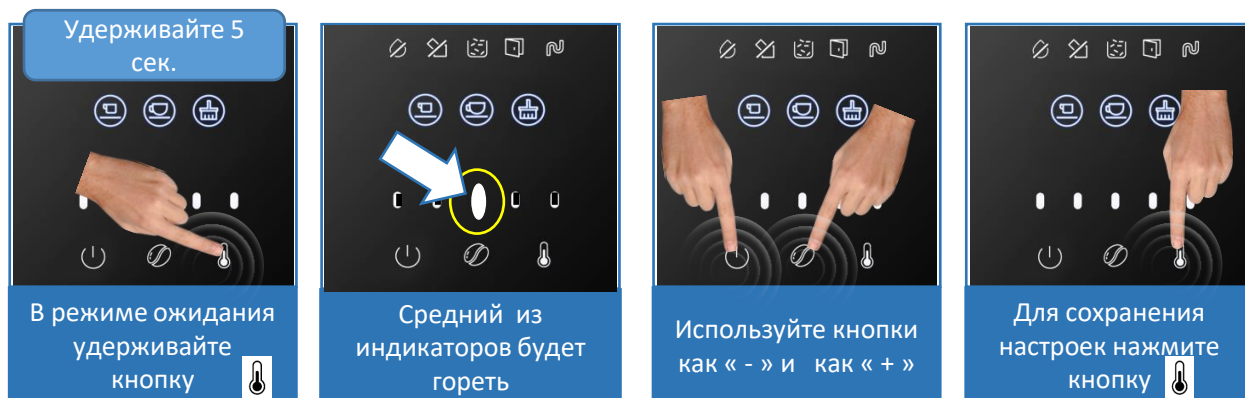 Удерживайте 5
сек.
В режиме ожидания
удерживайте
кнопку
Средний из
индикаторов будет
гореть
Используйте кнопки
как « - » и как « + »
Для сохранения
настроек нажмите
кнопку